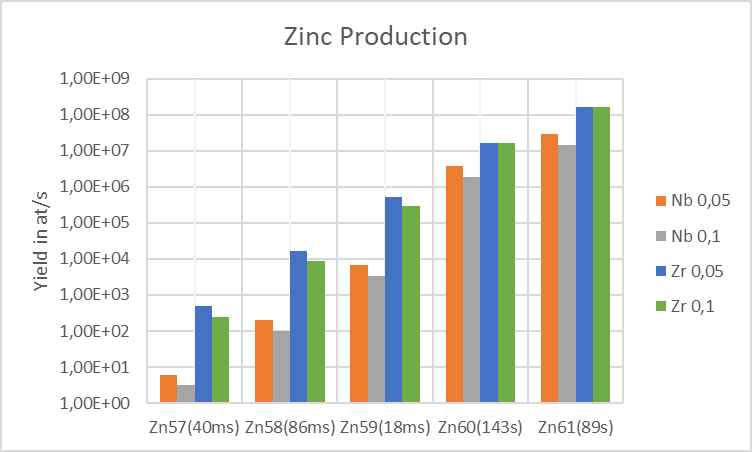 Zinc Production
1,00E+09
1,00E+08
1,00E+07
1,00E+06
1,00E+05
1,00E+04
1,00E+03
1,00E+02
1,00E+01
1,00E+00
Yield in at/s
Zn57(40ms) Zn58(86ms) Zn59(18ms) Zn60(143s) Zn61(89s)
Nb 0,05
Nb 0,1
Zr 0,05
Zr 0,1